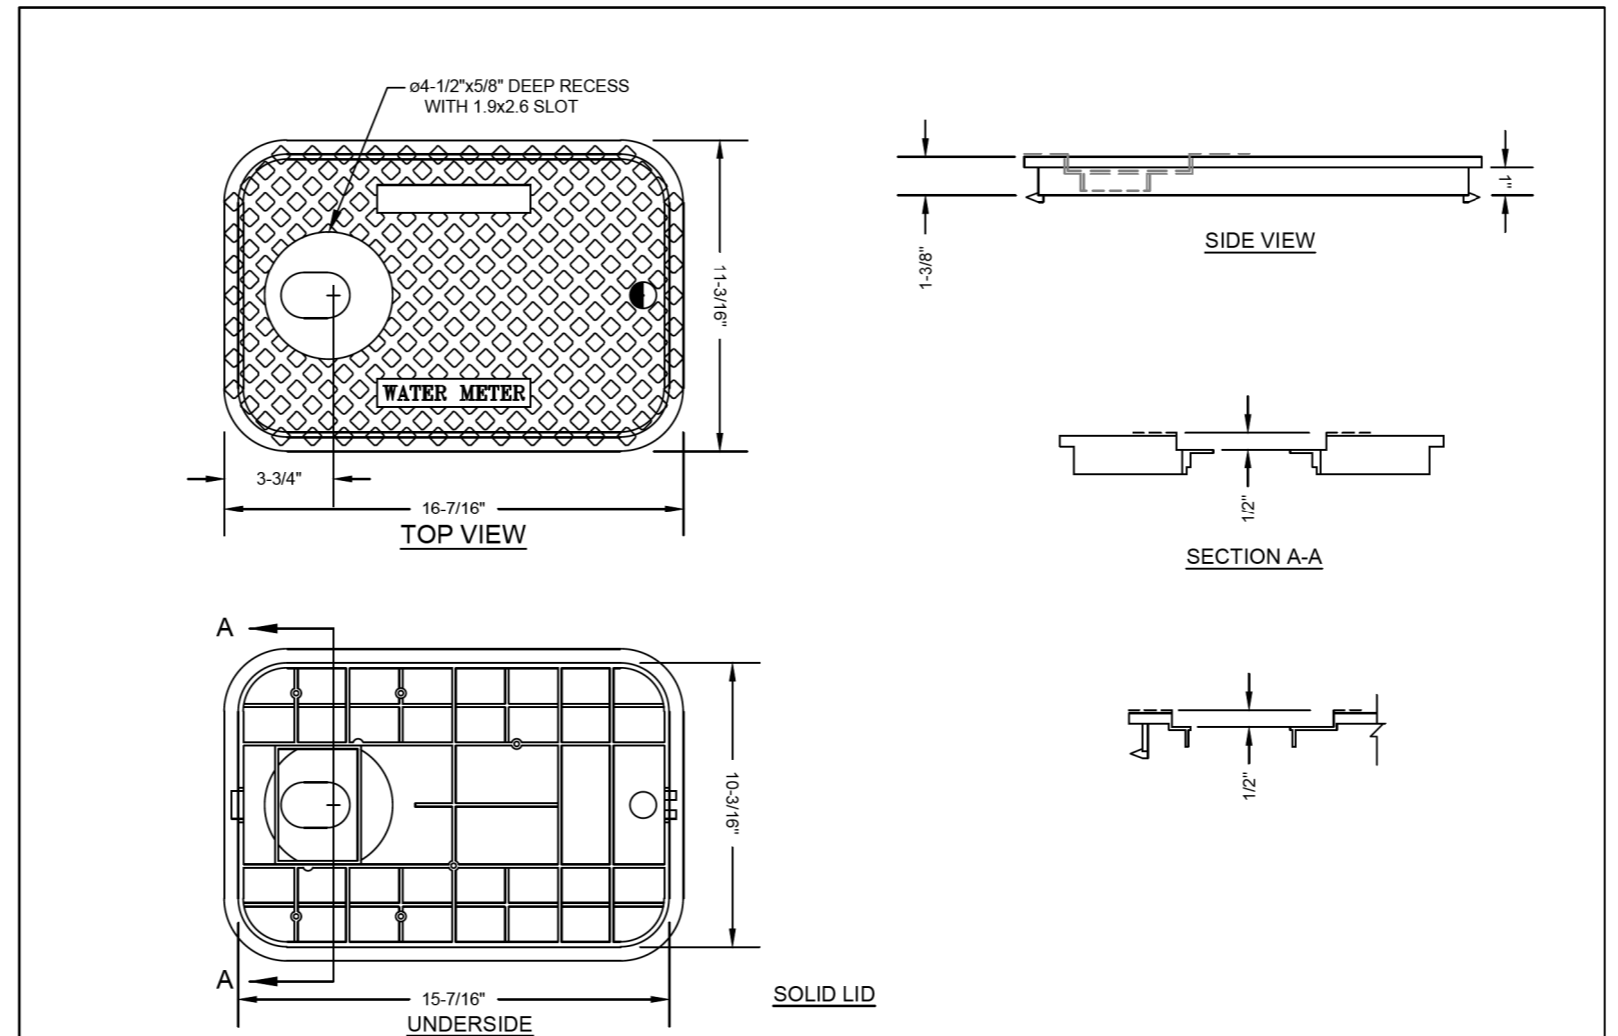 ø4-1/2"x5/8" DEEP RECESS
WITH 1.9x2.6 SLOT
11-3/16"
WATER METER
3-3/4"
16-7/16"
TOP VIEW
1-3/8"
1"
SIDE VIEW
1/2"
SECTION A-A
A
10-3/16"
A
15-7/16"
UNDERSIDE
1/2"
SOLID LID